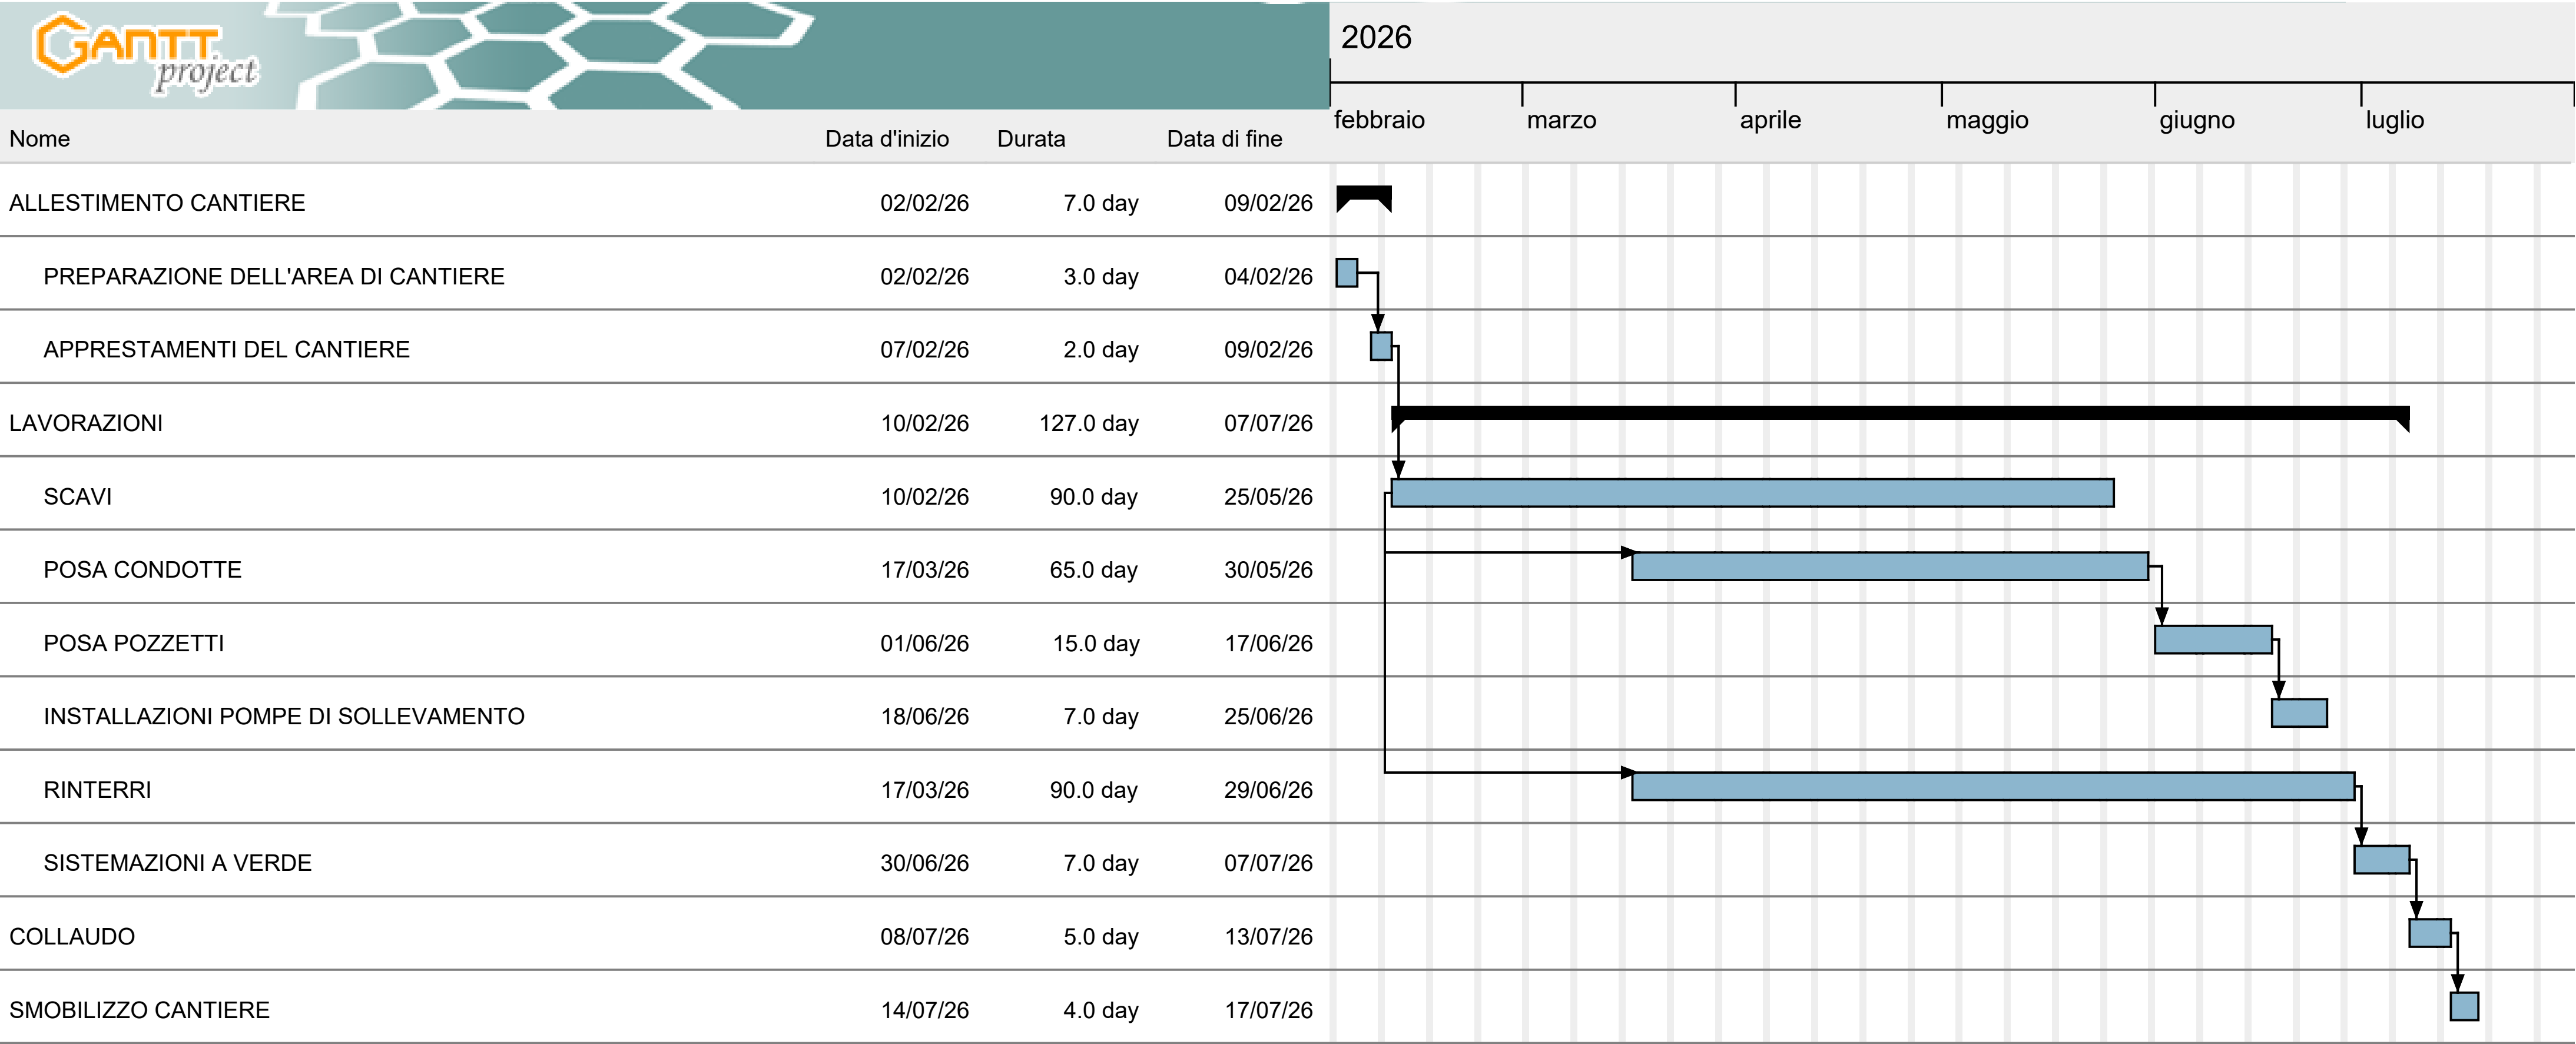 GANTT
project
2026
febbraio marzo aprile maggio giugno luglio
Nome Data d'inizio Durata Data di fine
ALLESTIMENTO CANTIERE 02/02/26 7.0 day 09/02/26
PREPARAZIONE DELL'AREA DI CANTIERE 02/02/26 3.0 day 04/02/26
APPRESTAMENTI DEL CANTIERE 07/02/26 2.0 day 09/02/26
LAVORAZIONI 10/02/26 127.0 day 07/07/26
SCAVI 10/02/26 90.0 day 25/05/26
POSA CONDOTTE 17/03/26 65.0 day 30/05/26
POSA POZZETTI 01/06/26 15.0 day 17/06/26
INSTALLAZIONI POMPE DI SOLLEVAMENTO 18/06/26 7.0 day 25/06/26
RINTERRI 17/03/26 90.0 day 29/06/26
SISTEMAZIONI A VERDE 30/06/26 7.0 day 07/07/26
COLLAUDO 08/07/26 5.0 day 13/07/26
SMOBILIZZO CANTIERE 14/07/26 4.0 day 17/07/26